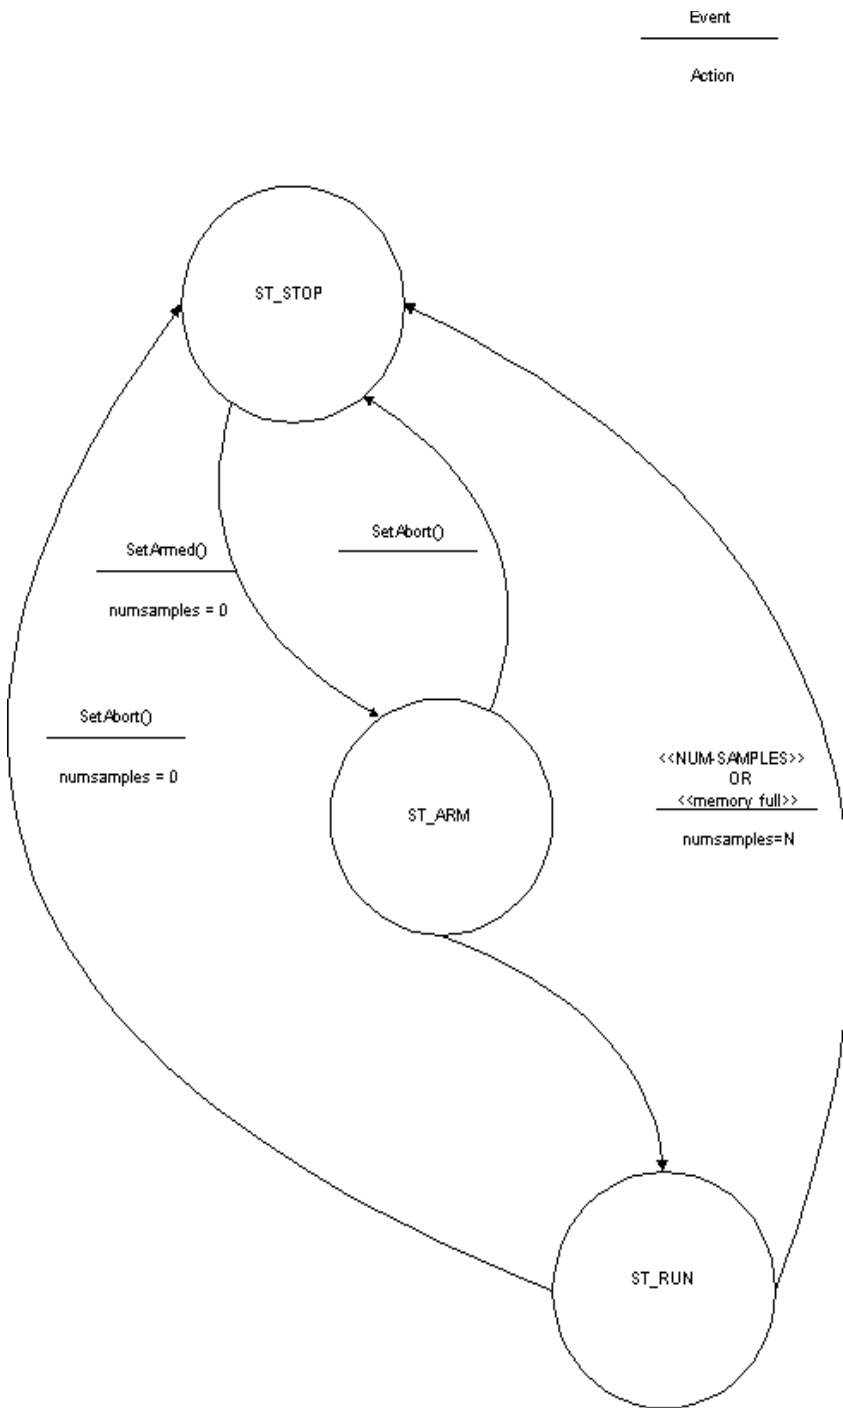 Event
Action
ST_STOP
SetArmed()
numsamples = 0
SetAbort()
SetAbort()
numsamples = 0
ST_ARM
<<NUM-SAMPLES>>
OR
<<memory full>>
numsamples=N
ST_RUN